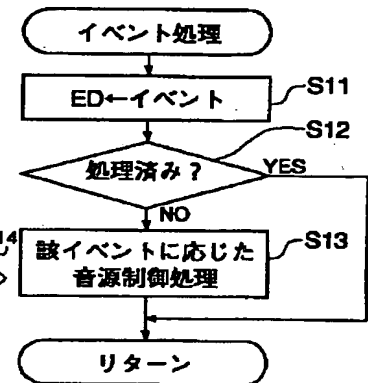 イベント処理
ED←イベント
S11
S12
処理済み？
YES
NO
14
該イベントに応じた
音源制御処理
S13
リターン